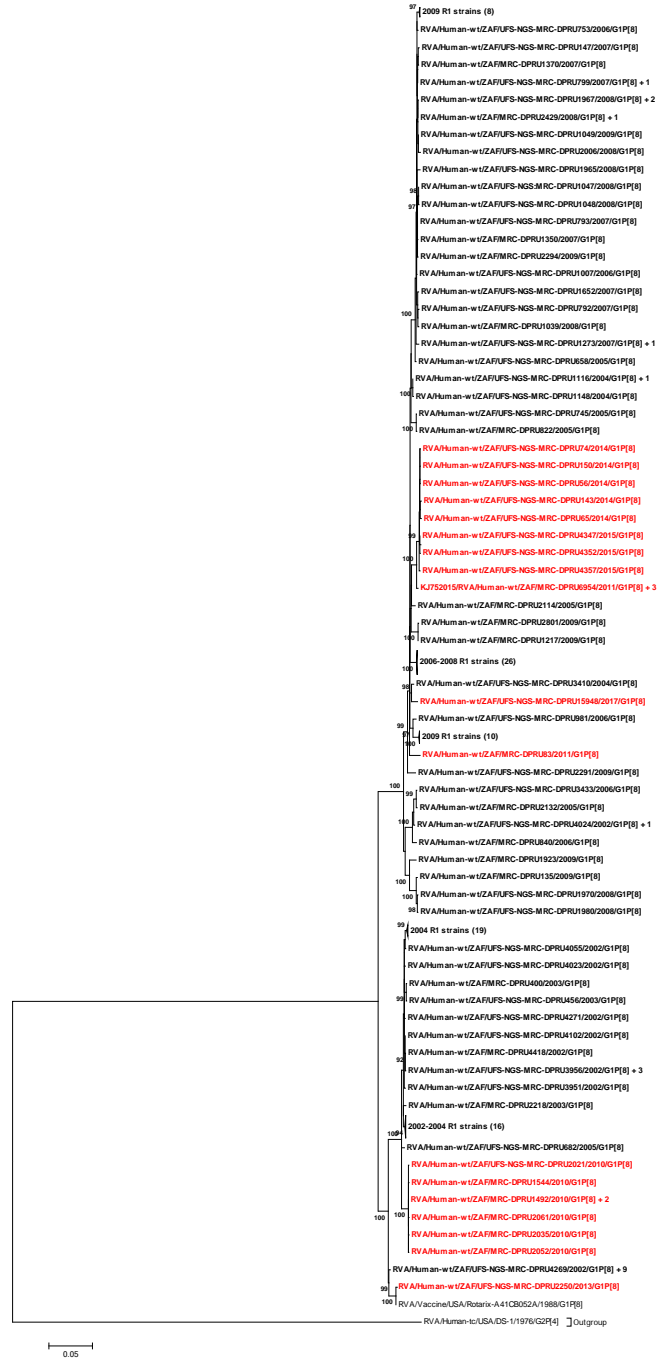 97
2009 R1 strains (8)
RVA/Human-wt/ZAF/UFS-NGS-MRC-DPRU753/2006/G1P[8]
RVA/Human-wt/ZAF/UFS-NGS-MRC-DPRU147/2007/G1P[8]
RVA/Human-wt/ZAF/MRC-DPRU1370/2007/G1P[8]
RVA/Human-wt/ZAF/UFS-NGS-MRC-DPRU799/2007/G1P[8] + 1
RVA/Human-wt/ZAF/UFS-NGS-MRC-DPRU1967/2008/G1P[8] + 2
RVA/Human-wt/ZAF/MRC-DPRU2429/2008/G1P[8] + 1
RVA/Human-wt/ZAF/UFS-NGS-MRC-DPRU1049/2009/G1P[8]
RVA/Human-wt/ZAF/UFS-NGS-MRC-DPRU2006/2008/G1P[8]
RVA/Human-wt/ZAF/UFS-NGS-MRC-DPRU1965/2008/G1P[8]
RVA/Human-wt/ZAF/UFS-NGS:MRC-DPRU1047/2008/G1P[8]
98
RVA/Human-wt/ZAF/UFS-NGS-MRC-DPRU1048/2008/G1P[8]
97
RVA/Human-wt/ZAF/UFS-NGS-MRC-DPRU793/2007/G1P[8]
RVA/Human-wt/ZAF/MRC-DPRU1350/2007/G1P[8]
RVA/Human-wt/ZAF/MRC-DPRU2294/2009/G1P[8]
RVA/Human-wt/ZAF/UFS-NGS-MRC-DPRU1007/2006/G1P[8]
RVA/Human-wt/ZAF/UFS-NGS-MRC-DPRU1652/2007/G1P[8]
RVA/Human-wt/ZAF/UFS-NGS-MRC-DPRU792/2007/G1P[8]
100
RVA/Human-wt/ZAF/MRC-DPRU1039/2008/G1P[8]
RVA/Human-wt/ZAF/UFS-NGS-MRC-DPRU1273/2007/G1P[8] + 1
RVA/Human-wt/ZAF/UFS-NGS-MRC-DPRU658/2005/G1P[8]
RVA/Human-wt/ZAF/UFS-NGS-MRC-DPRU1116/2004/G1P[8] + 1
100
RVA/Human-wt/ZAF/UFS-NGS-MRC-DPRU1148/2004/G1P[8]
RVA/Human-wt/ZAF/UFS-NGS-MRC-DPRU745/2005/G1P[8]
100
RVA/Human-wt/ZAF/MRC-DPRU822/2005/G1P[8]
RVA/Human-wt/ZAF/UFS-NGS-MRC-DPRU74/2014/G1P[8]
RVA/Human-wt/ZAF/UFS-NGS-MRC-DPRU150/2014/G1P[8]
RVA/Human-wt/ZAF/UFS-NGS-MRC-DPRU56/2014/G1P[8]
RVA/Human-wt/ZAF/UFS-NGS-MRC-DPRU143/2014/G1P[8]
RVA/Human-wt/ZAF/UFS-NGS-MRC-DPRU65/2014/G1P[8]
99
RVA/Human-wt/ZAF/UFS-NGS-MRC-DPRU4347/2015/G1P[8]
RVA/Human-wt/ZAF/UFS-NGS-MRC-DPRU4352/2015/G1P[8]
100
RVA/Human-wt/ZAF/UFS-NGS-MRC-DPRU4357/2015/G1P[8]
KJ752015/RVA/Human-wt/ZAF/MRC-DPRU6954/2011/G1P[8] + 3
RVA/Human-wt/ZAF/MRC-DPRU2114/2005/G1P[8]
RVA/Human-wt/ZAF/MRC-DPRU2801/2009/G1P[8]
100
RVA/Human-wt/ZAF/MRC-DPRU1217/2009/G1P[8]
2006-2008 R1 strains (26)
100
RVA/Human-wt/ZAF/UFS-NGS-MRC-DPRU3410/2004/G1P[8]
98
RVA/Human-wt/ZAF/UFS-NGS-MRC-DPRU15948/2017/G1P[8]
RVA/Human-wt/ZAF/UFS-NGS-MRC-DPRU981/2006/G1P[8]
99
2009 R1 strains (10)
100
RVA/Human-wt/ZAF/MRC-DPRU83/2011/G1P[8]
RVA/Human-wt/ZAF/UFS-NGS-MRC-DPRU2291/2009/G1P[8]
100
RVA/Human-wt/ZAF/UFS-NGS-MRC-DPRU3433/2006/G1P[8]
99
RVA/Human-wt/ZAF/MRC-DPRU2132/2005/G1P[8]
100
RVA/Human-wt/ZAF/UFS-NGS-MRC-DPRU4024/2002/G1P[8] + 1
RVA/Human-wt/ZAF/MRC-DPRU840/2006/G1P[8]
RVA/Human-wt/ZAF/MRC-DPRU1923/2009/G1P[8]
RVA/Human-wt/ZAF/MRC-DPRU135/2009/G1P[8]
100
RVA/Human-wt/ZAF/UFS-NGS-MRC-DPRU1970/2008/G1P[8]
100
RVA/Human-wt/ZAF/UFS-NGS-MRC-DPRU1980/2008/G1P[8]
98
99
2004 R1 strains (19)
RVA/Human-wt/ZAF/UFS-NGS-MRC-DPRU4055/2002/G1P[8]
RVA/Human-wt/ZAF/UFS-NGS-MRC-DPRU4023/2002/G1P[8]
RVA/Human-wt/ZAF/MRC-DPRU400/2003/G1P[8]
99
RVA/Human-wt/ZAF/UFS-NGS-MRC-DPRU456/2003/G1P[8]
RVA/Human-wt/ZAF/UFS-NGS-MRC-DPRU4271/2002/G1P[8]
RVA/Human-wt/ZAF/UFS-NGS-MRC-DPRU4102/2002/G1P[8]
RVA/Human-wt/ZAF/MRC-DPRU4418/2002/G1P[8]
92
RVA/Human-wt/ZAF/UFS-NGS-MRC-DPRU3956/2002/G1P[8] + 3
RVA/Human-wt/ZAF/UFS-NGS-MRC-DPRU3951/2002/G1P[8]
RVA/Human-wt/ZAF/MRC-DPRU2218/2003/G1P[8]
2002-2004 R1 strains (16)
RVA/Human-wt/ZAF/UFS-NGS-MRC-DPRU682/2005/G1P[8]
RVA/Human-wt/ZAF/UFS-NGS-MRC-DPRU2021/2010/G1P[8]
RVA/Human-wt/ZAF/MRC-DPRU1544/2010/G1P[8]
RVA/Human-wt/ZAF/MRC-DPRU1492/2010/G1P[8] + 2
100
100
RVA/Human-wt/ZAF/MRC-DPRU2061/2010/G1P[8]
RVA/Human-wt/ZAF/MRC-DPRU2035/2010/G1P[8]
RVA/Human-wt/ZAF/MRC-DPRU2052/2010/G1P[8]
RVA/Human-wt/ZAF/UFS-NGS-MRC-DPRU4269/2002/G1P[8] + 9
99
RVA/Human-wt/ZAF/UFS-NGS-MRC-DPRU2250/2013/G1P[8]
100
RVA/Vaccine/USA/Rotarix-A41CB052A/1988/G1P[8]
RVA/Human-tc/USA/DS-1/1976/G2P[4]
Outgroup
0.05